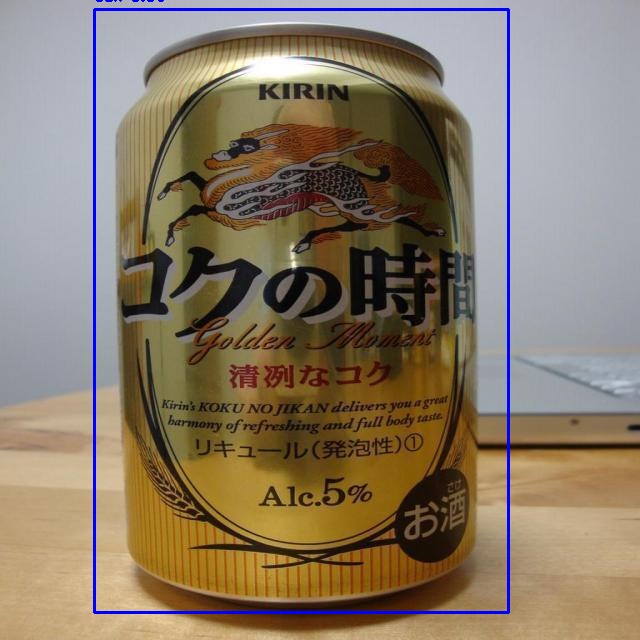 KIRIN
コクの時間
Golden Moment
清冽なコク
Kirin's KOKU NO JIKAN delivers you a great
harmony of refreshing and full body taste.
リキュール(発泡性)①
Alc.5%
さけ
お酒